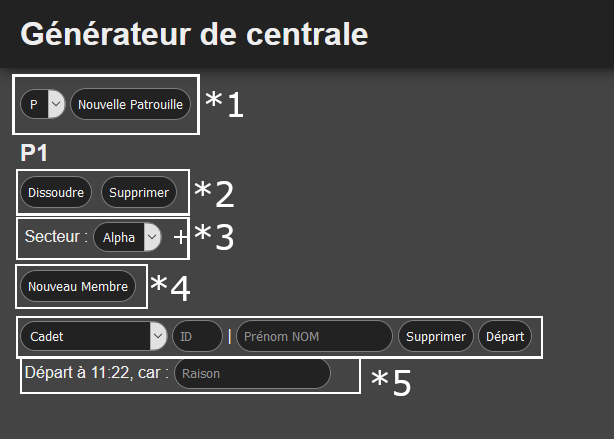 Générateur de centrale
P Nouvelle Patrouille *1
P1
Dissoudre Supprimer *2
Secteur : Alpha + *3
Nouveau Membre *4
Cadet ID | Prénom NOM Supprimer Départ
Départ à 11:22, car : Raison *5